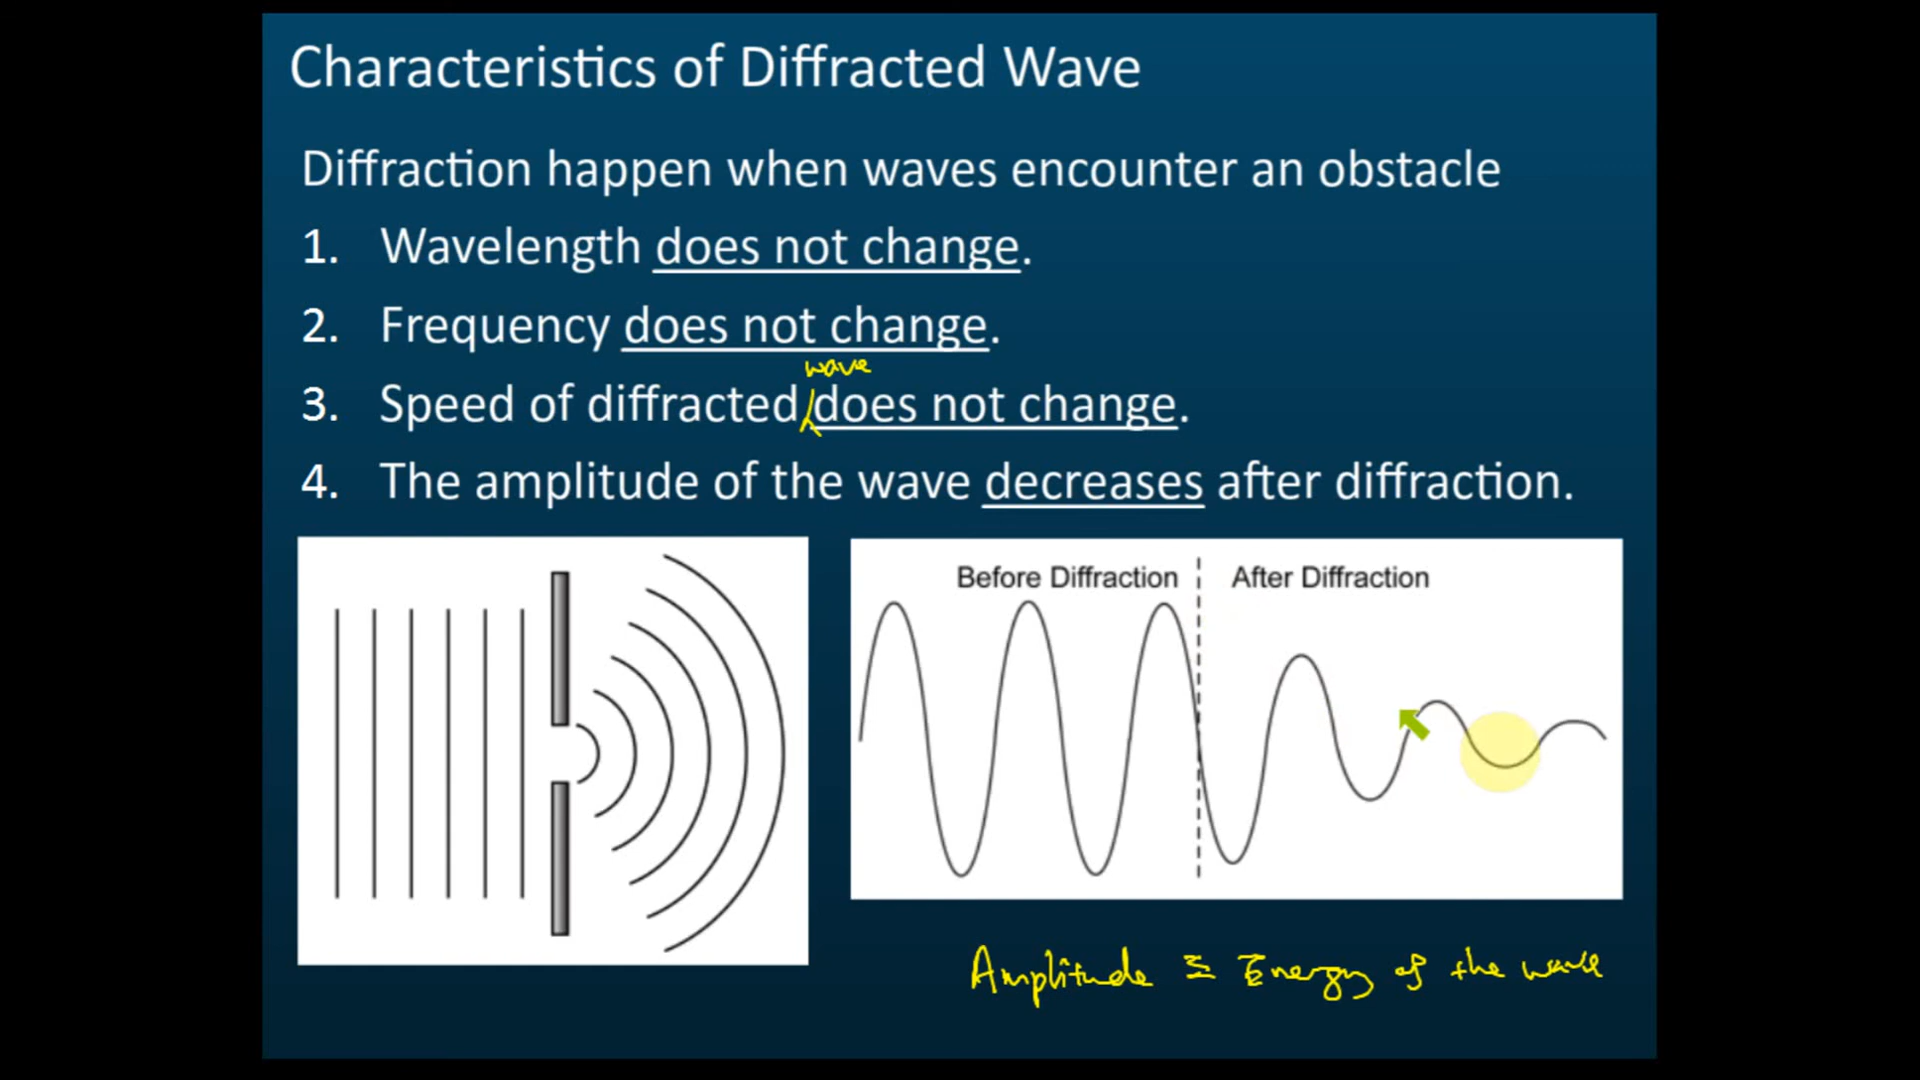 Characteristics of Diffracted Wave
Diffraction happen when waves encounter an obstacle
1. Wavelength does not change.
2. Frequency does not change.
wave
3. Speed of diffracted does not change.
4. The amplitude of the wave decreases after diffraction.
Before Diffraction After Diffraction
Amplitude ≡ Energy of the wave